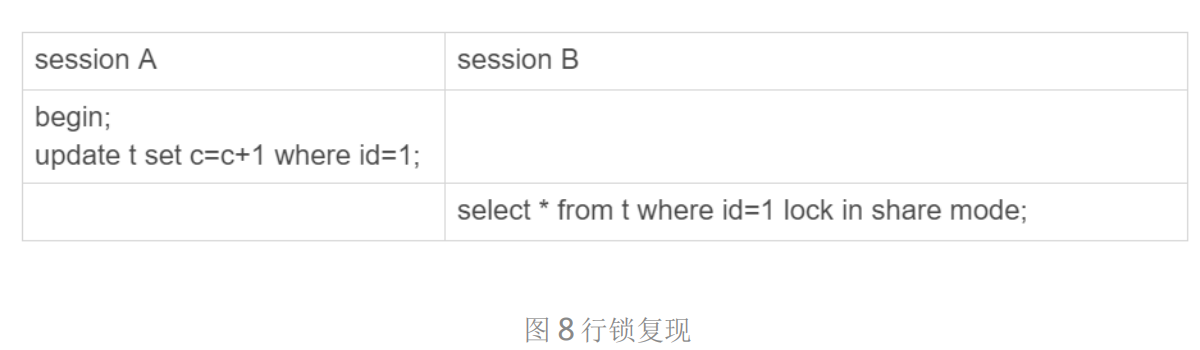 session A
session B
begin;
update t set c=c+1 where id=1;
select * from t where id=1 lock in share mode;
图 8 行锁复现